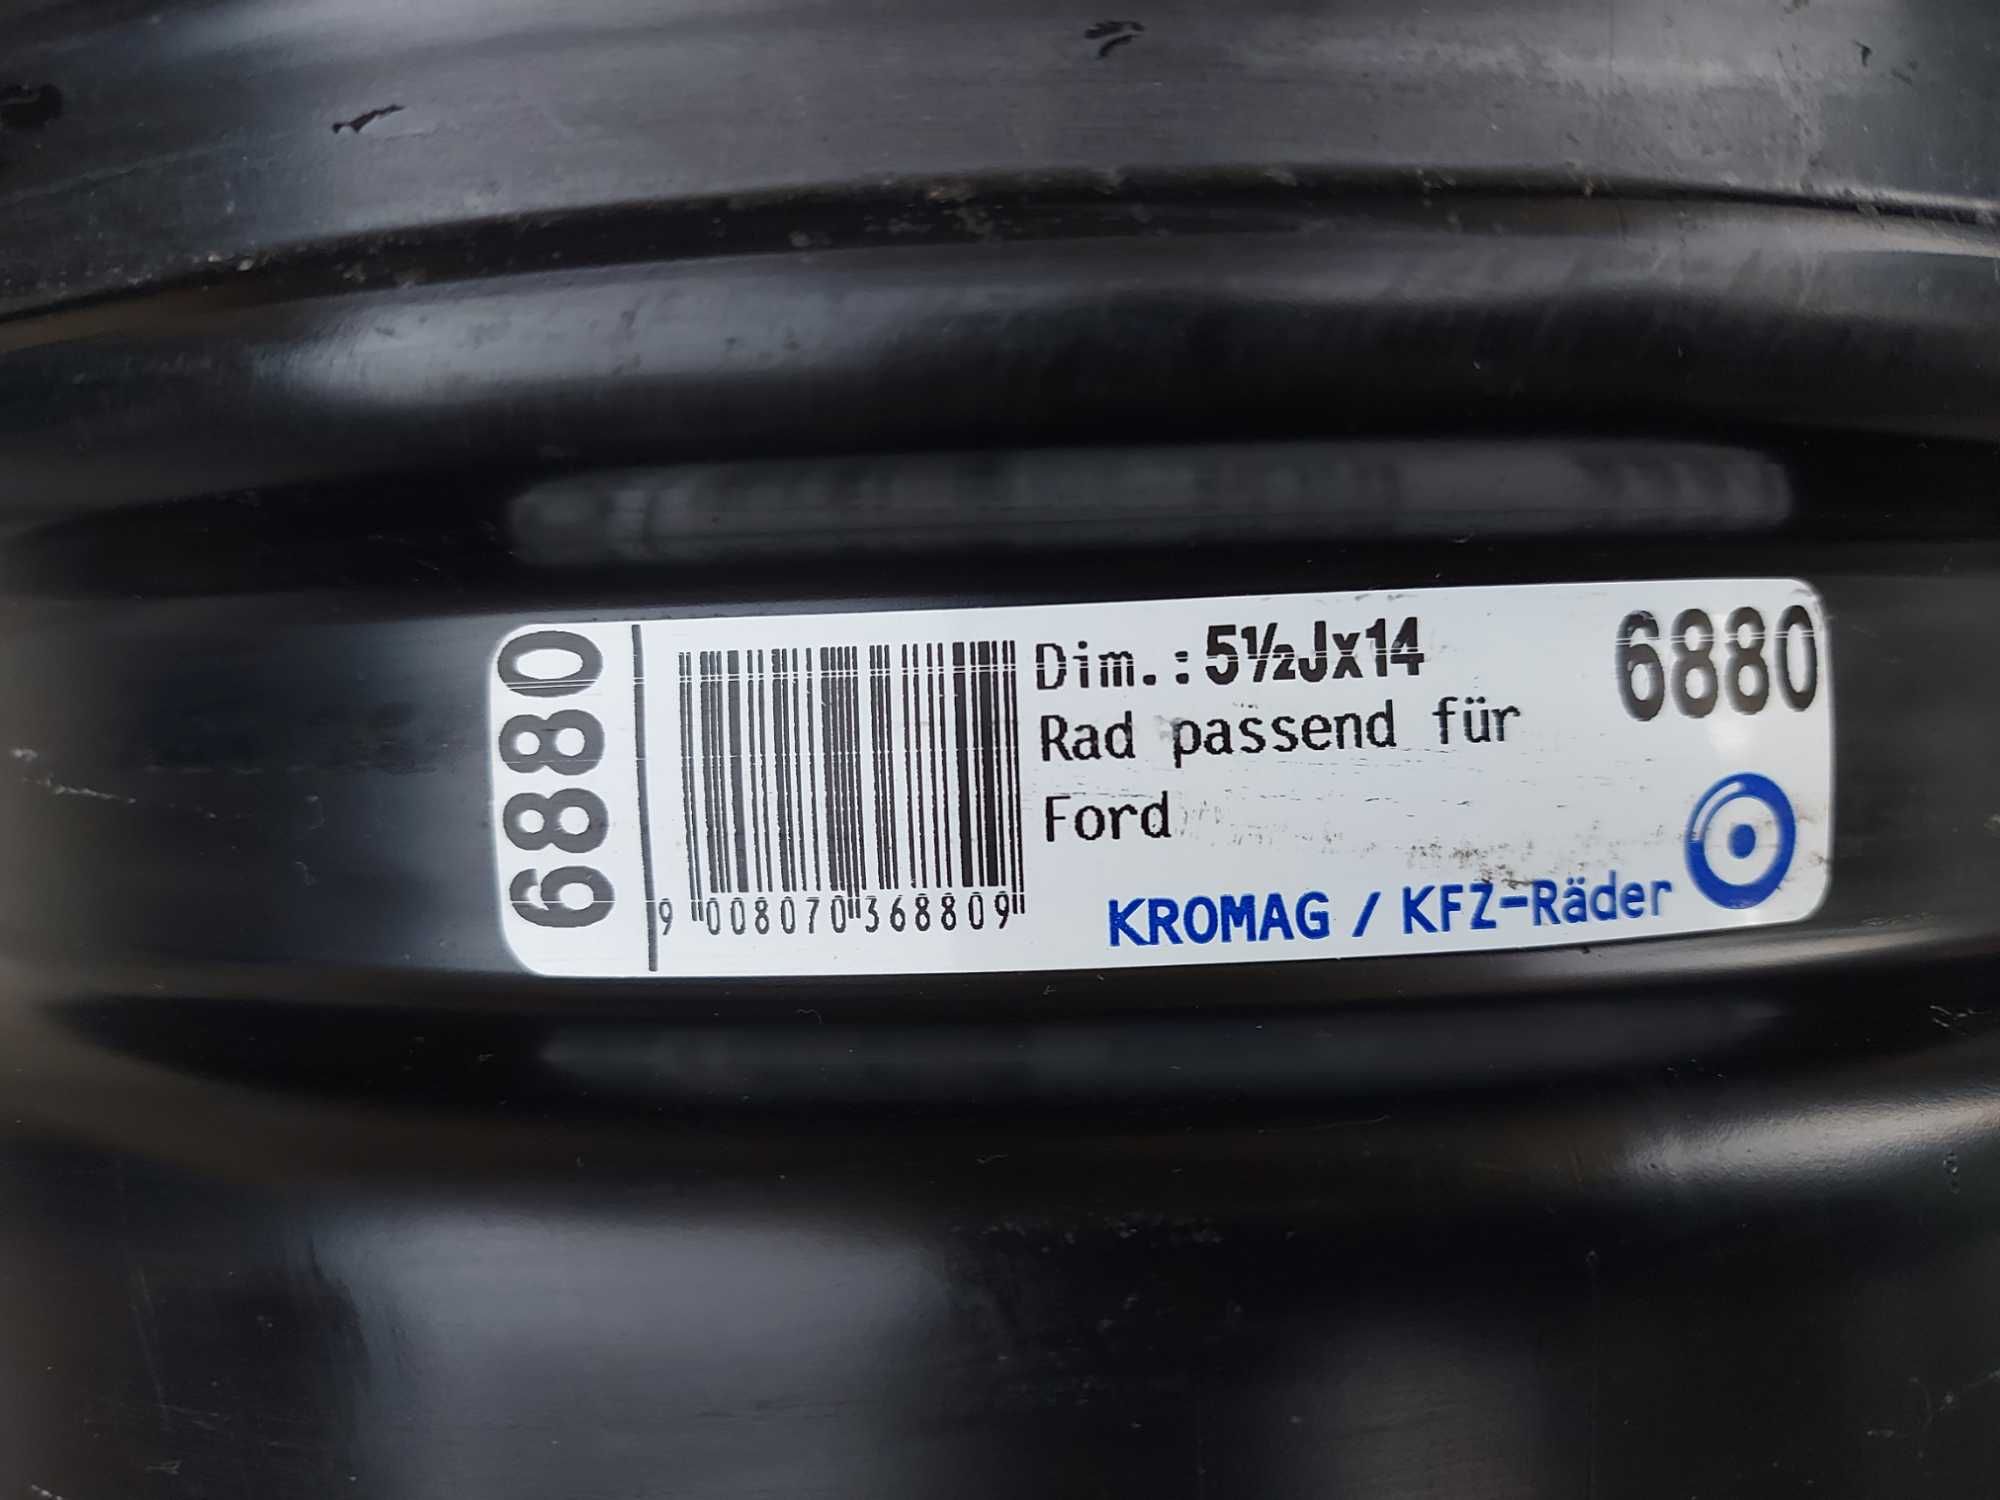 6880
Dim.: 5½Jx14
6880
Rad passend für
Ford
9 008070 368809
KROMAG / KFZ-Räder